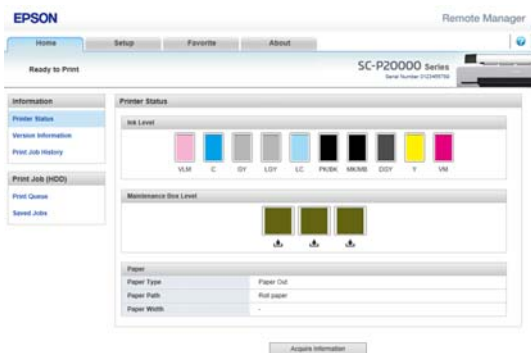 EPSON
Remote Manager
Home Setup Favorite About
Ready to Print
SC-P20000 Series
Serial Number 0123456789
Information
Printer Status
Version Information
Print Job History
Print Job (HDD)
Print Queue
Saved Jobs
Printer Status
Ink Level
VLM C GY LGY LC PK/BK MK/MB DGY Y VM
Maintenance Box Level
Paper
Paper Type Paper Out
Paper Path Roll paper
Paper Width -
Acquire Information